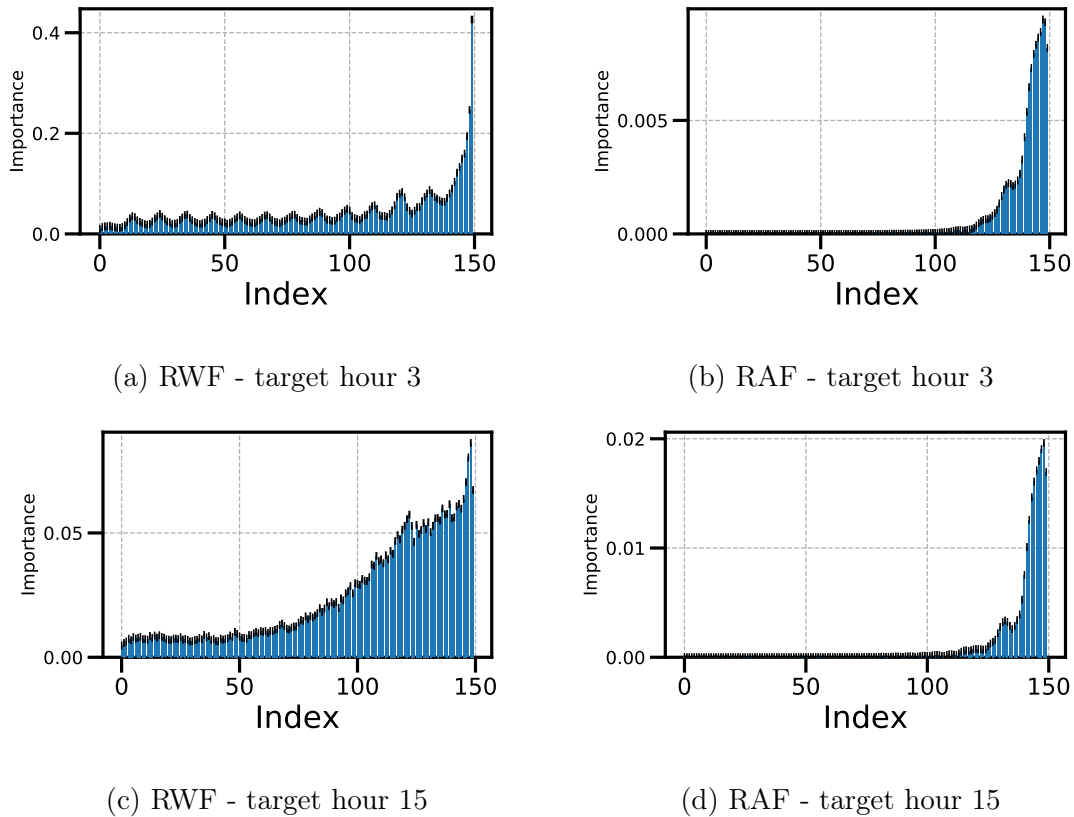 Importance
0.4
0.2
0.0
0 50 100 150
Index
(a) RWF - target hour 3
Importance
0.005
0.000
0 50 100 150
Index
(b) RAF - target hour 3
Importance
0.05
0.00
0 50 100 150
Index
(c) RWF - target hour 15
Importance
0.02
0.01
0.00
0 50 100 150
Index
(d) RAF - target hour 15